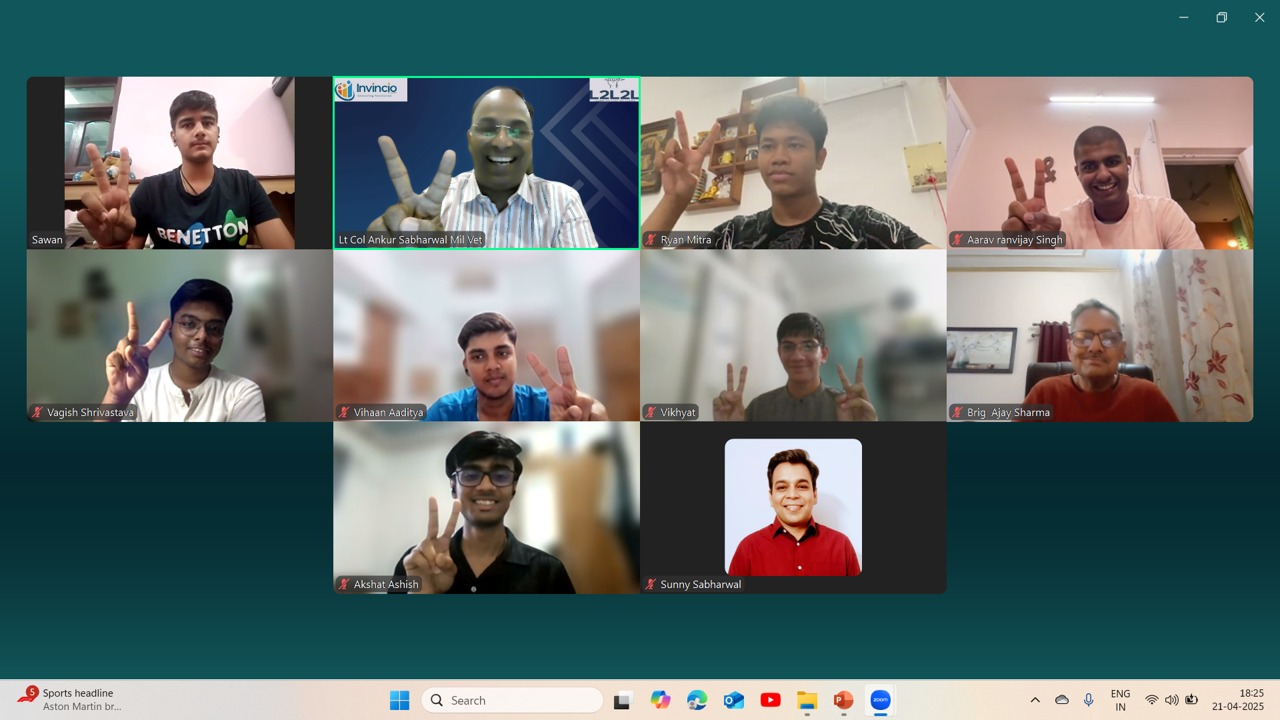 Invincio
L2L2L
BENETTON
&
Sawan
Lt Col Ankur Sabharwal Mil Vet
Ryan Mitra
Aarav ranvijay Singh
Vagish Shrivastava
Vihaan Aaditya
Vikhyat
Brig Ajay Sharma
Akshat Ashish
Sunny Sabharwal
5
Sports headline
Aston Martin br...
Search
zoom
ENG
IN
18:25
21-04-2025